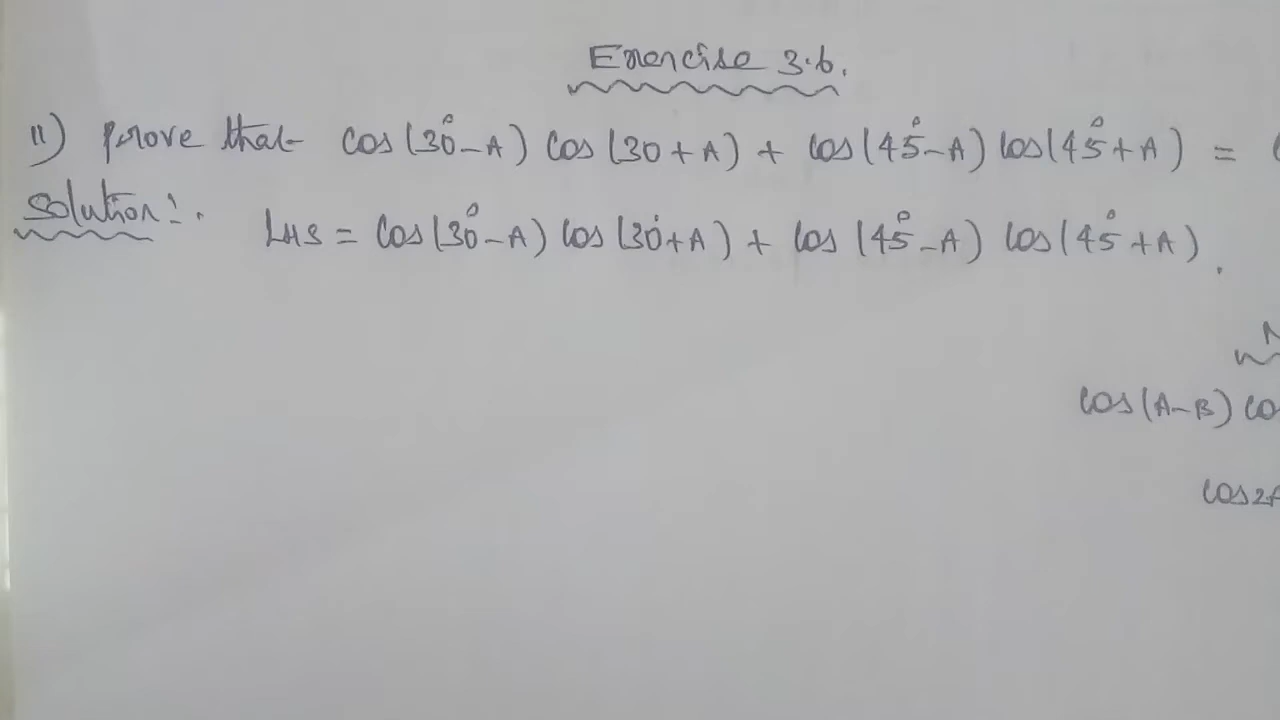 Exercise 3.6.
11) Prove that cos(30°-A) cos(30+A) + cos(45°-A) cos(45°+A) =
Solution:.
LHS = cos(30°-A) cos(30°+A) + cos(45°-A) cos(45°+A).
cos(A-B) co
cos2A